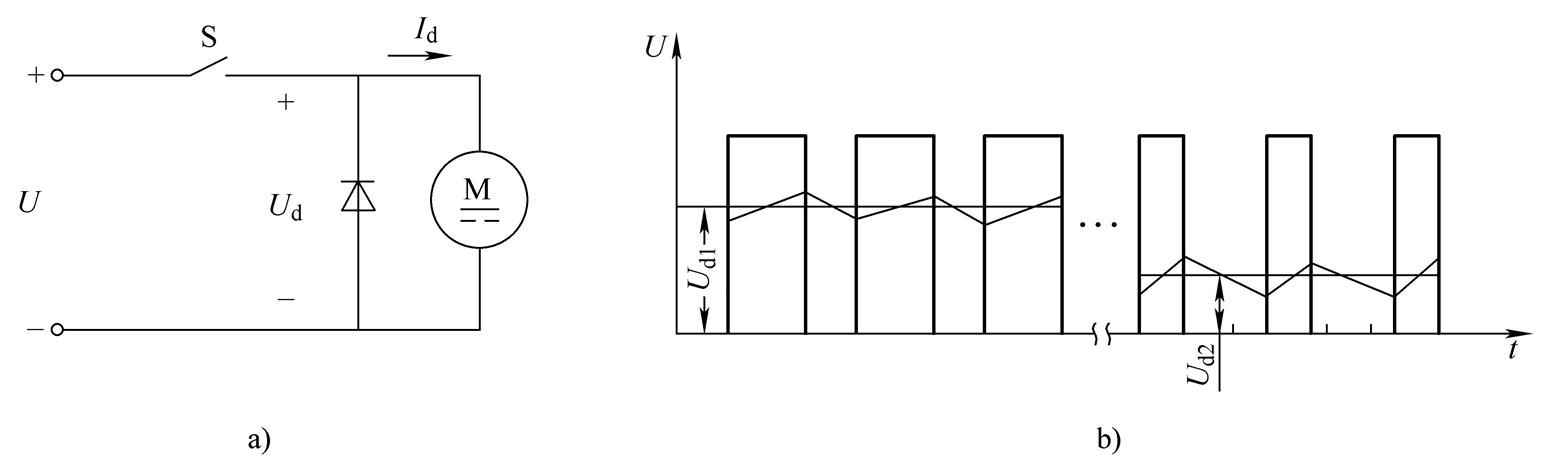 S
I_d
+
+
U
U_d
M
−
−
a)
U
U_d1
…
U_d2
t
b)